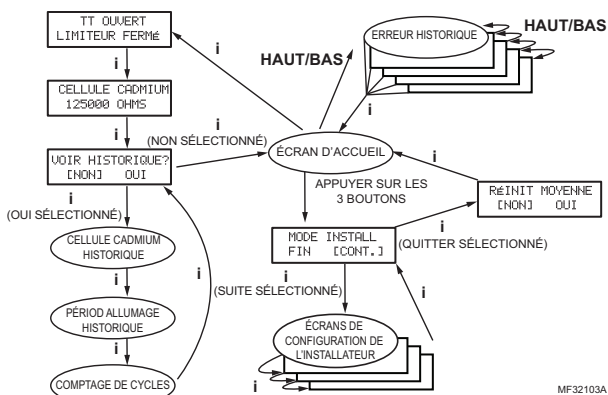 TT OUVERT
LIMITEUR FERMé
i
CELLULE CADMIUM
125000 OHMS
i
VOIR HISTORIQUE?
[NON] OUI
i
(NON SÉLECTIONNÉ)
i
(OUI SÉLECTIONNÉ)
CELLULE CADMIUM
HISTORIQUE
i
PÉRIOD ALLUMAGE
HISTORIQUE
i
COMPTAGE DE CYCLES
i
i
HAUT/BAS
ERREUR HISTORIQUE
HAUT/BAS
i
ÉCRAN D'ACCUEIL
APPUYER SUR LES
3 BOUTONS
i
RéINIT MOYENNE
[NON] OUI
i
(QUITTER SÉLECTIONNÉ)
MODE INSTALL
FIN [CONT.]
i
(SUITE SÉLECTIONNÉ)
i
ÉCRANS DE
CONFIGURATION DE
L'INSTALLATEUR
i
MF32103A